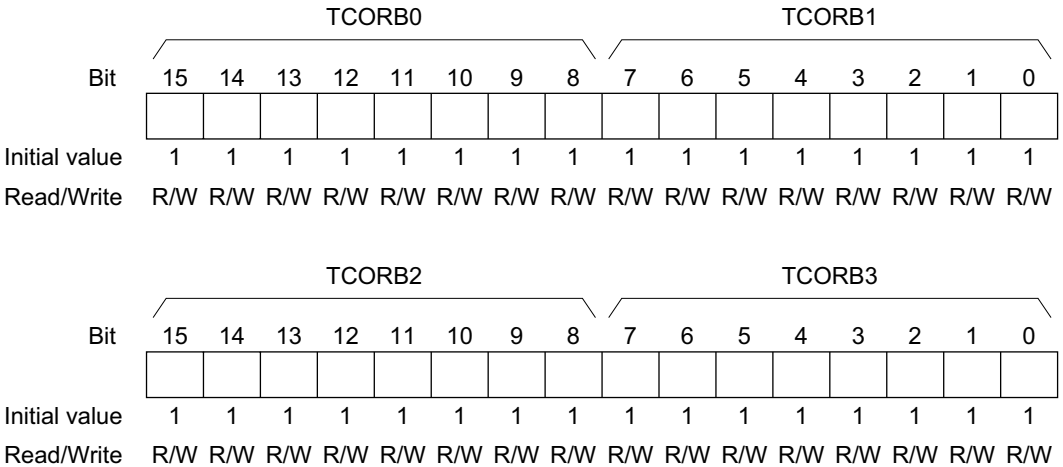 TCORB0 TCORB1
Bit 15 14 13 12 11 10 9 8 7 6 5 4 3 2 1 0
Initial value 1 1 1 1 1 1 1 1 1 1 1 1 1 1 1 1
Read/Write R/W R/W R/W R/W R/W R/W R/W R/W R/W R/W R/W R/W R/W R/W R/W R/W
TCORB2 TCORB3
Bit 15 14 13 12 11 10 9 8 7 6 5 4 3 2 1 0
Initial value 1 1 1 1 1 1 1 1 1 1 1 1 1 1 1 1
Read/Write R/W R/W R/W R/W R/W R/W R/W R/W R/W R/W R/W R/W R/W R/W R/W R/W